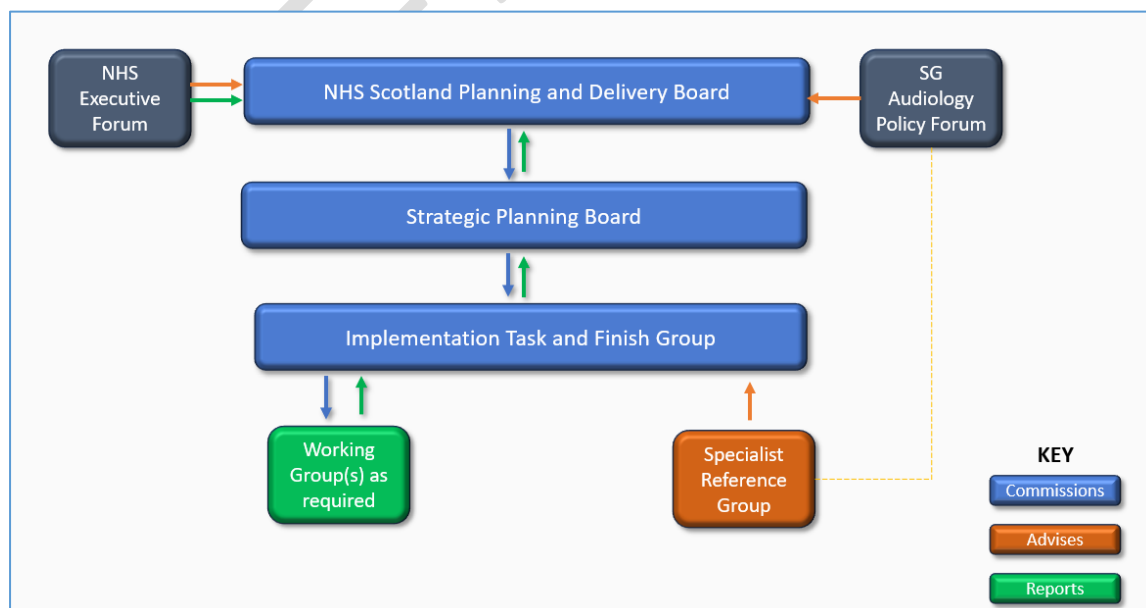 NHS
Executive
Forum
NHS Scotland Planning and Delivery Board
SG
Audiology
Policy Forum
Strategic Planning Board
Implementation Task and Finish Group
Working
Group(s) as
required
Specialist
Reference
Group
KEY
Commissions
Advises
Reports